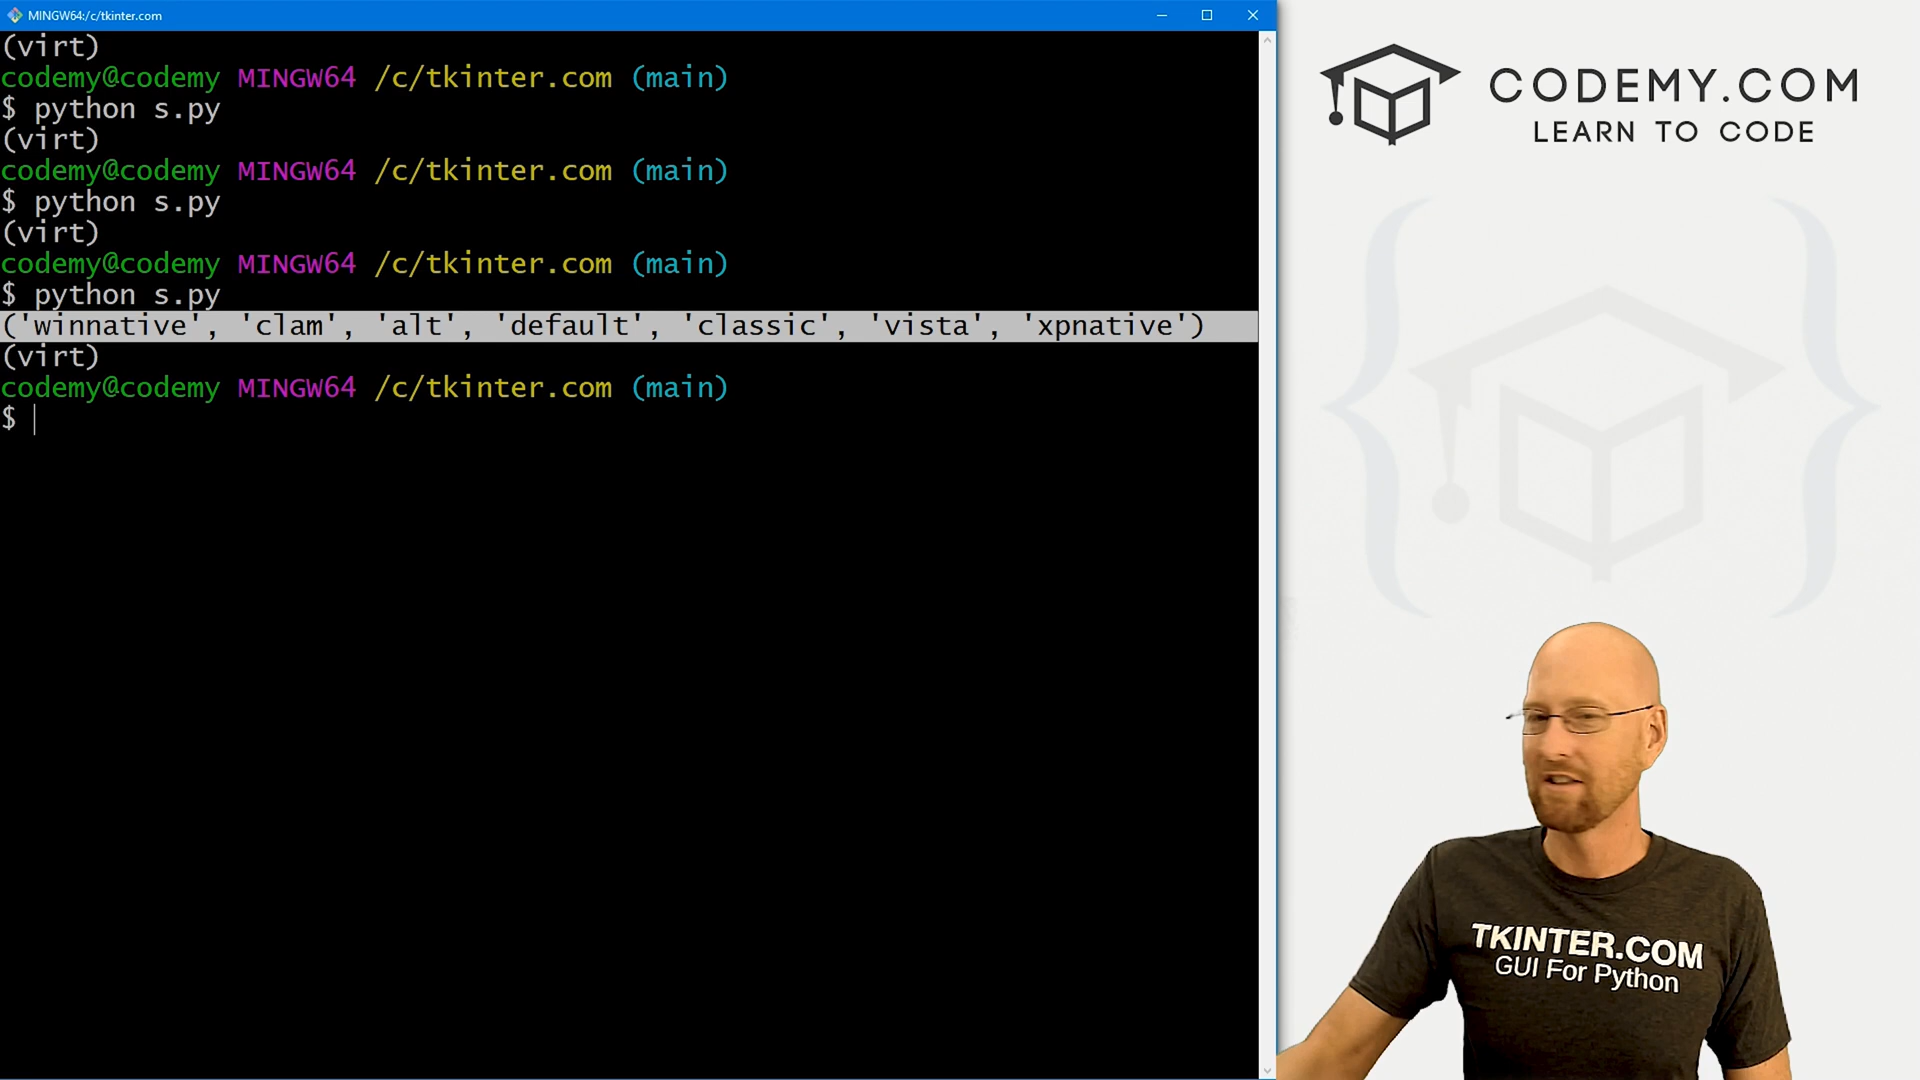 MINGW64:/c/tkinter.com
(virt)
codemy@codemy MINGW64 /c/tkinter.com (main)
$ python s.py
(virt)
codemy@codemy MINGW64 /c/tkinter.com (main)
$ python s.py
(virt)
codemy@codemy MINGW64 /c/tkinter.com (main)
$ python s.py
('winnative', 'clam', 'alt', 'default', 'classic', 'vista', 'xpnative')
(virt)
codemy@codemy MINGW64 /c/tkinter.com (main)
$
CODEMY.COM
LEARN TO CODE
TKINTER.COM
GUI For Python